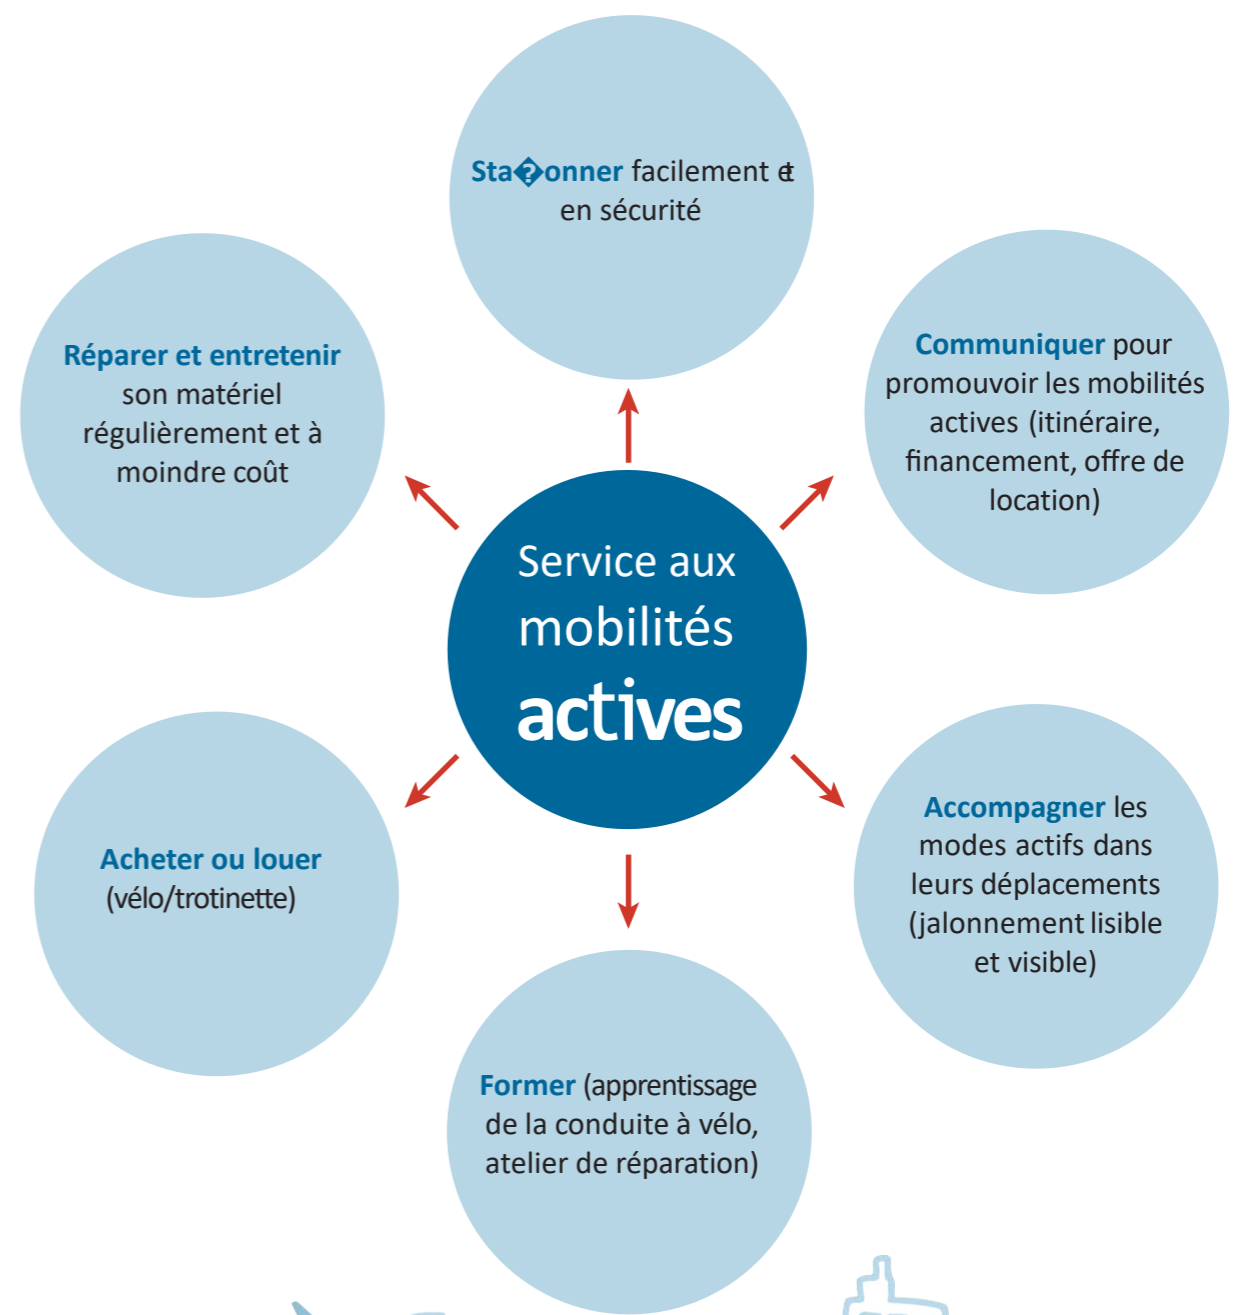 Sta�onner facilement et
en sécurité
Réparer et entretenir
son matériel
régulièrement et à
moindre coût
Communiquer pour
promouvoir les mobilités
actives (itinéraire,
financement, offre de
location)
Service aux
mobilités
actives
Acheter ou louer
(vélo/trotinette)
Accompagner les
modes actifs dans
leurs déplacements
(jalonnement lisible
et visible)
Former (apprentissage
de la conduite à vélo,
atelier de réparation)